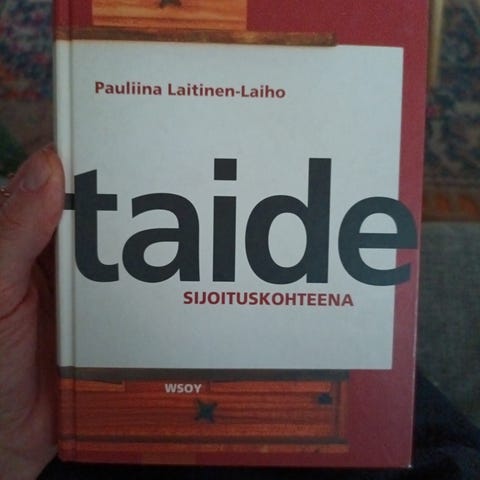 Pauliina Laitinen-Laiho
taide
SIJOITUSKOHTEENA
WSOY